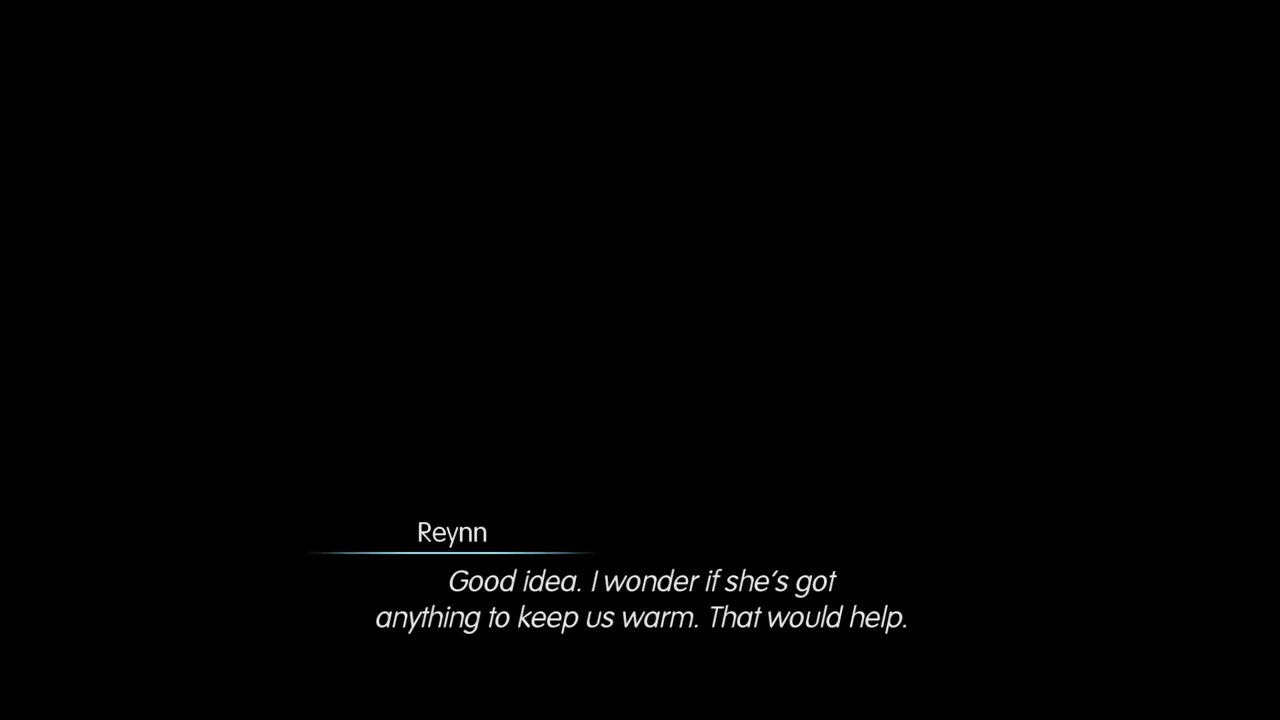 Reynn
Good idea. I wonder if she's got
anything to keep us warm. That would help.